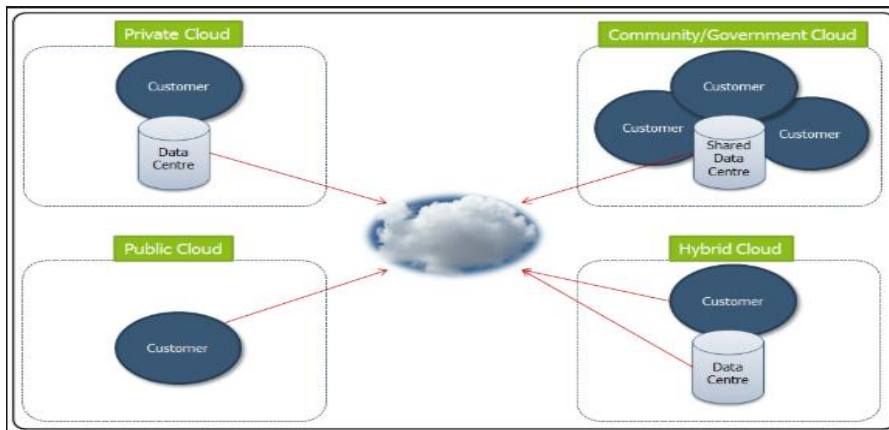 Private Cloud
Customer
Data
Centre
Community/Government Cloud
Customer
Customer
Customer
Shared
Data
Centre
Public Cloud
Customer
Hybrid Cloud
Customer
Data
Centre